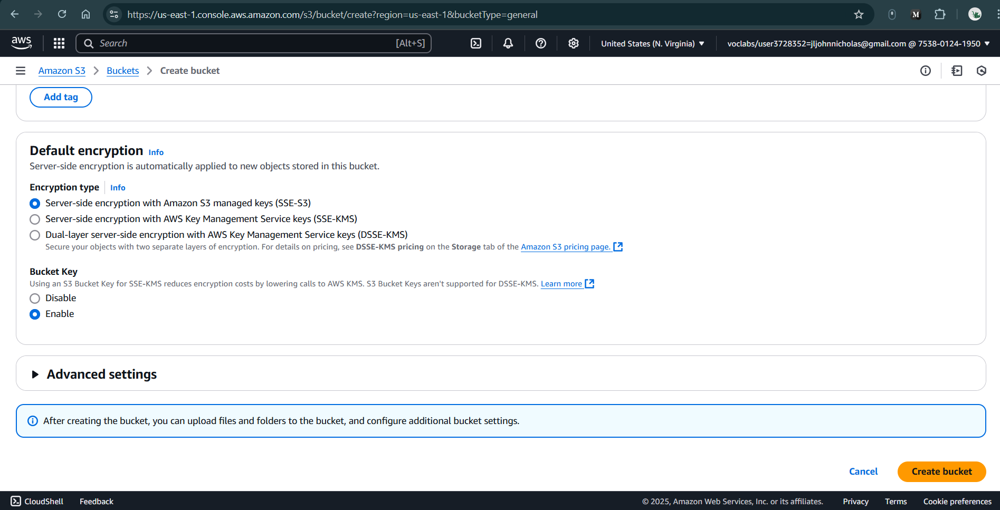 https://us-east-1.console.aws.amazon.com/s3/bucket/create?region=us-east-1&bucketType=general
M
aws
Search [Alt+S]
United States (N. Virginia)
voclabs/user3728352=jljohnnicholas@gmail.com @ 7538-0124-1950
Amazon S3 > Buckets > Create bucket
Add tag
Default encryption Info
Server-side encryption is automatically applied to new objects stored in this bucket.
Encryption type Info
Server-side encryption with Amazon S3 managed keys (SSE-S3)
Server-side encryption with AWS Key Management Service keys (SSE-KMS)
Dual-layer server-side encryption with AWS Key Management Service keys (DSSE-KMS)
Secure your objects with two separate layers of encryption. For details on pricing, see DSSE-KMS pricing on the Storage tab of the Amazon S3 pricing page.
Bucket Key
Using an S3 Bucket Key for SSE-KMS reduces encryption costs by lowering calls to AWS KMS. S3 Bucket Keys aren't supported for DSSE-KMS. Learn more
Disable
Enable
Advanced settings
After creating the bucket, you can upload files and folders to the bucket, and configure additional bucket settings.
Cancel
Create bucket
CloudShell Feedback
© 2025, Amazon Web Services, Inc. or its affiliates. Privacy Terms Cookie preferences